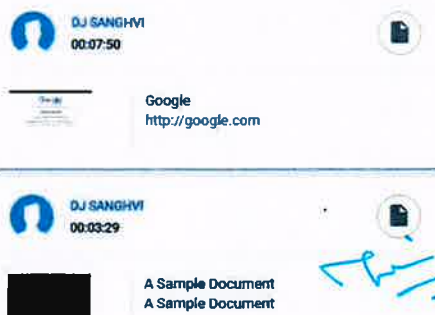 DJ SANGHVI
00:07:50
Google
http://google.com
DJ SANGHVI
00:03:29
A Sample Document
A Sample Document